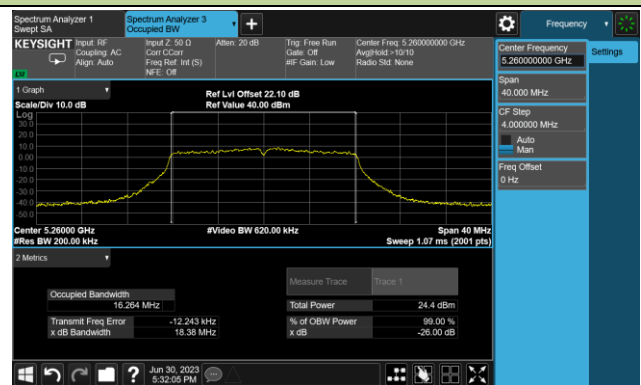 Spectrum Analyzer 1
Swept SA
Spectrum Analyzer 3
Occupied BW
+
Frequency
KEYSIGHT
Input: RF
Coupling: AC
Align: Auto
Input Z: 50 Ω
Corr CCorr
Freq Ref: Int (S)
NFE: Off
Atten: 20 dB
Trig: Free Run
Gate: Off
#IF Gain: Low
Center Freq: 5.260000000 GHz
Avg|Hold:>10/10
Radio Std: None
Center Frequency
5.260000000 GHz
Settings
Span
40.000 MHz
CF Step
4.000000 MHz
Auto
Man
Freq Offset
0 Hz
1 Graph
Scale/Div 10.0 dB
Ref Lvl Offset 22.10 dB
Ref Value 40.00 dBm
Log
30.0
20.0
10.0
0.00
-10.0
-20.0
-30.0
-40.0
-50.0
Center 5.26000 GHz
#Res BW 200.00 kHz
#Video BW 620.00 kHz
Span 40 MHz
Sweep 1.07 ms (2001 pts)
2 Metrics
Measure Trace
Trace 1
Occupied Bandwidth
16.264 MHz
Total Power
24.4 dBm
Transmit Freq Error
-12.243 kHz
% of OBW Power
99.00 %
x dB Bandwidth
18.38 MHz
x dB
-26.00 dB
?
Jun 30, 2023
5:32:05 PM